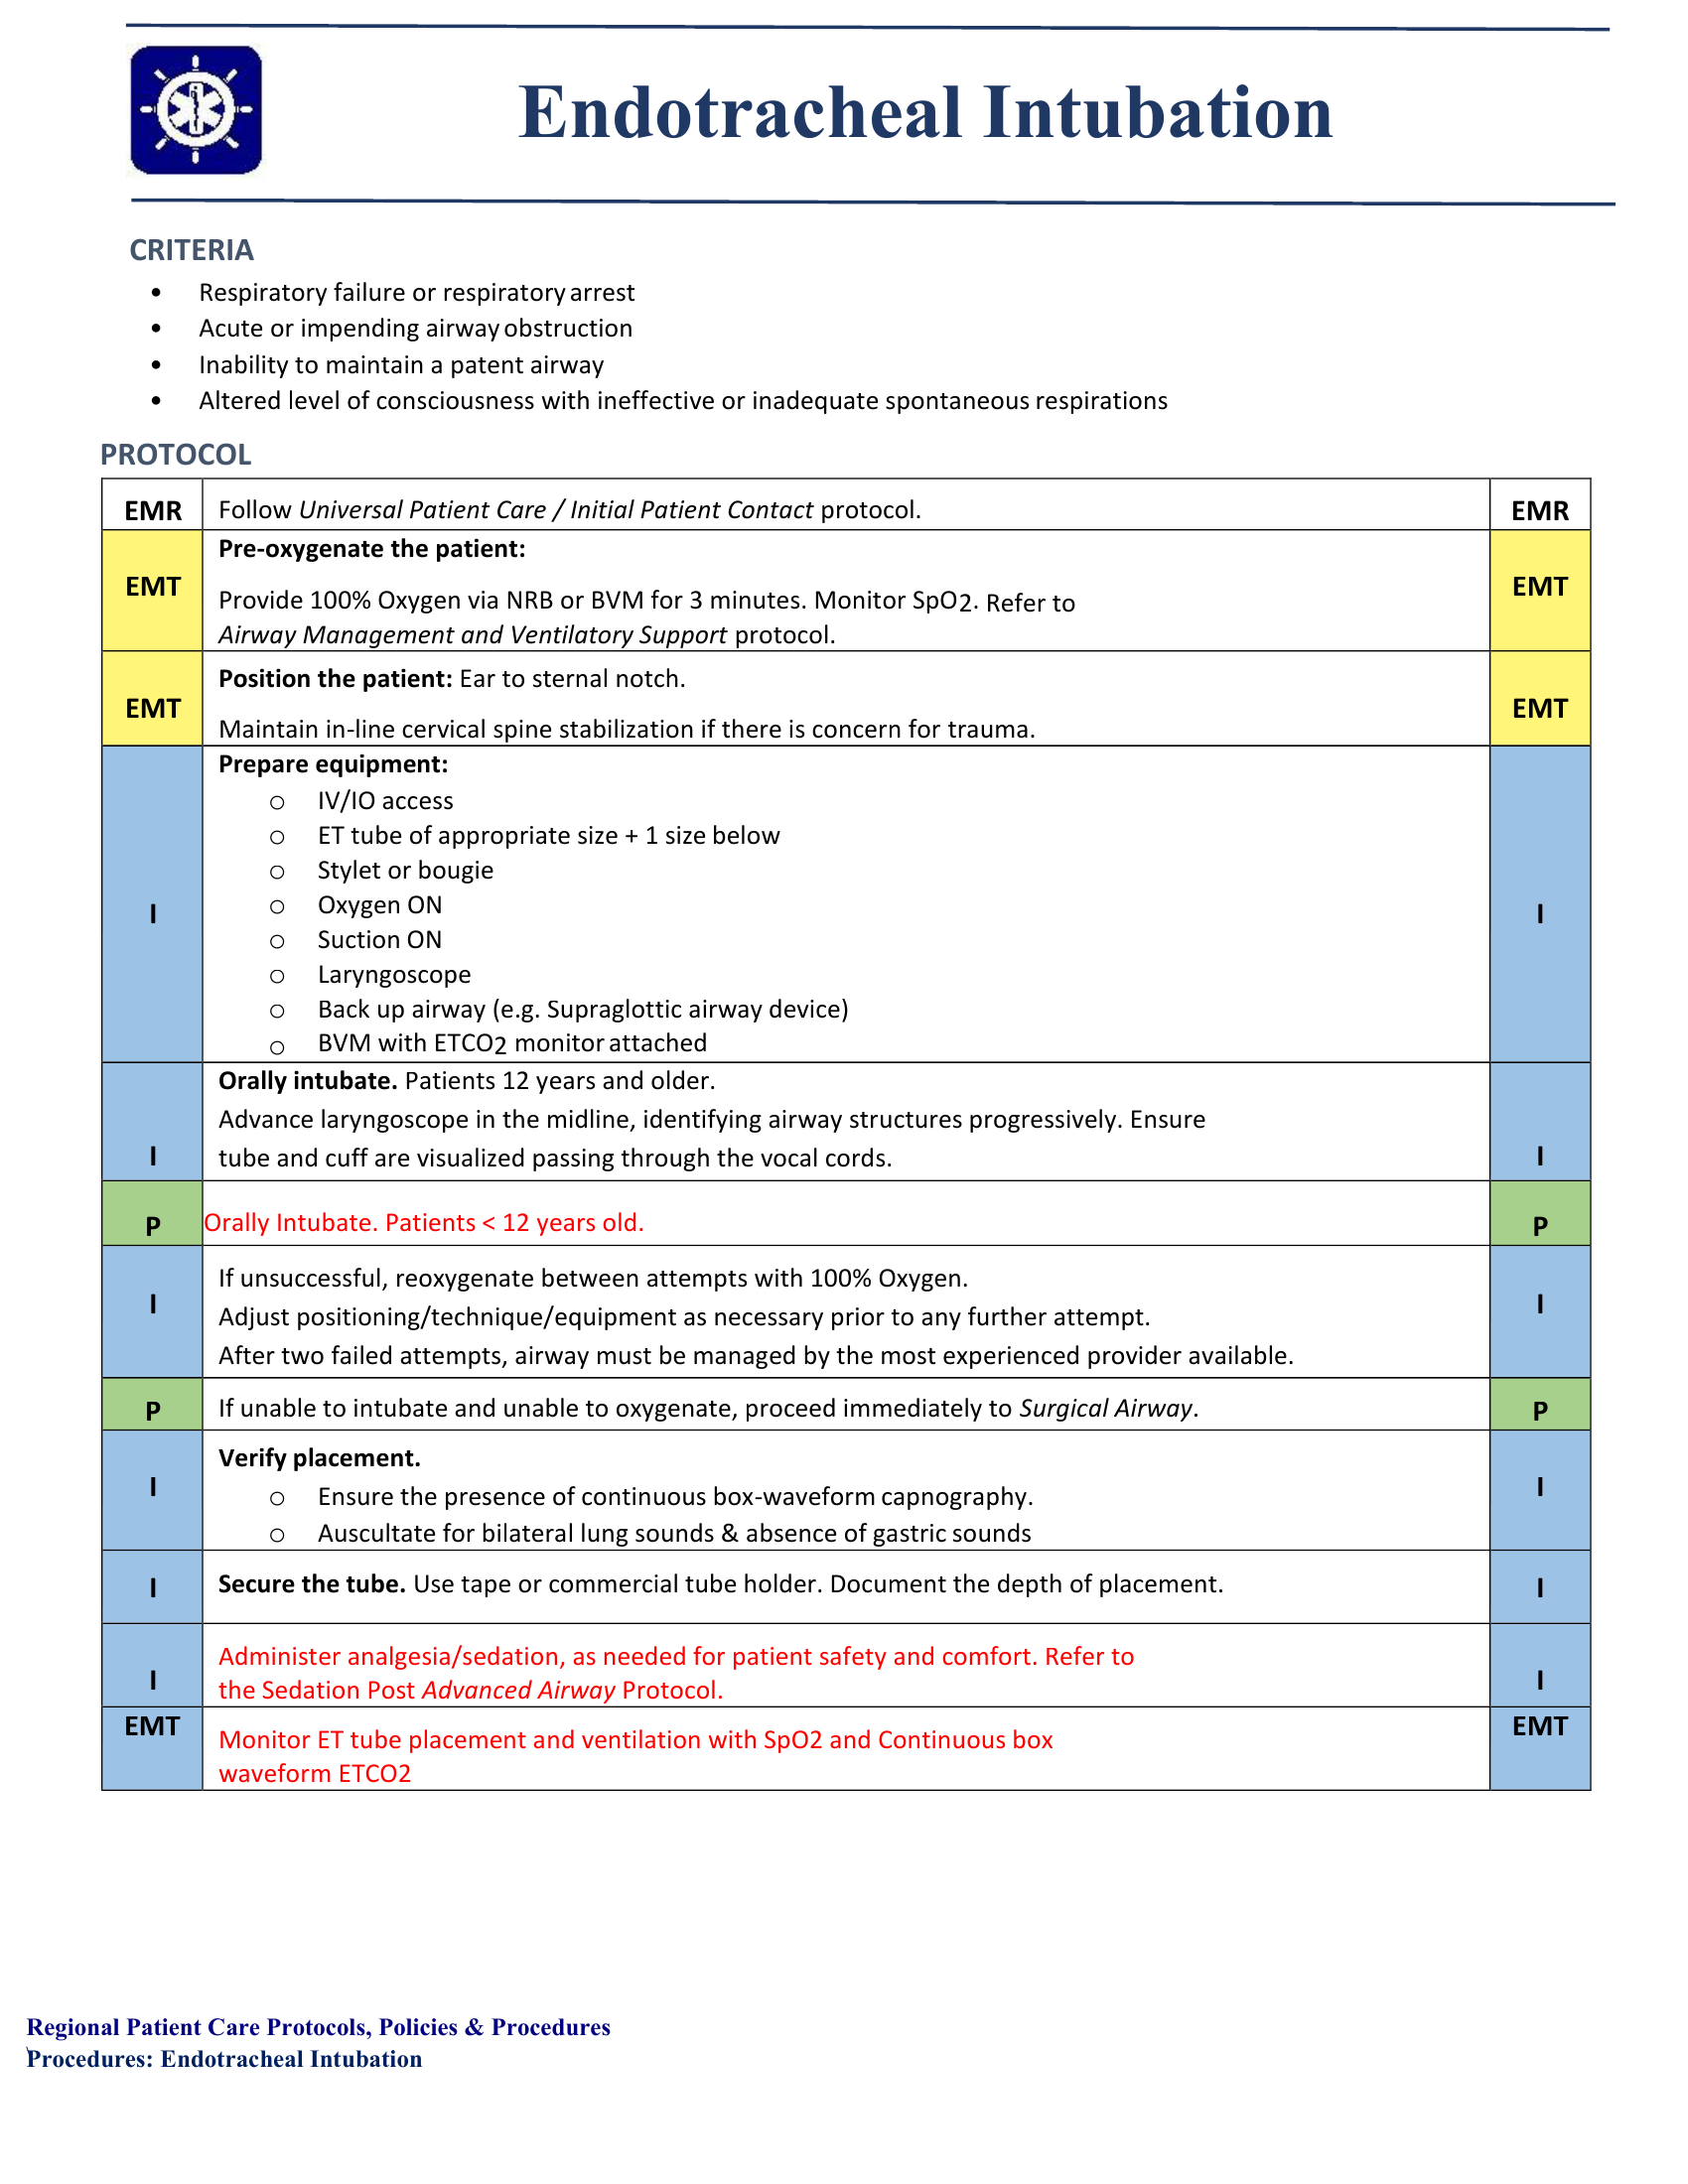 Endotracheal Intubation
CRITERIA
• Respiratory failure or respiratory arrest
• Acute or impending airway obstruction
• Inability to maintain a patent airway
• Altered level of consciousness with ineffective or inadequate spontaneous respirations
PROTOCOL
EMR Follow Universal Patient Care / Initial Patient Contact protocol. EMR
Pre-oxygenate the patient:
EMT EMT
Provide 100% Oxygen via NRB or BVM for 3 minutes. Monitor SpO2. Refer to
Airway Management and Ventilatory Support protocol.
Position the patient: Ear to sternal notch.
EMT EMT
Maintain in-line cervical spine stabilization if there is concern for trauma.
Prepare equipment:
o IV/IO access
o ET tube of appropriate size + 1 size below
o Stylet or bougie
o Oxygen ON
I I
o Suction ON
o Laryngoscope
o Back up airway (e.g. Supraglottic airway device)
o BVM with ETCO2 monitor attached
Orally intubate. Patients 12 years and older.
Advance laryngoscope in the midline, identifying airway structures progressively. Ensure
I tube and cuff are visualized passing through the vocal cords. I
P Orally Intubate. Patients < 12 years old. P
If unsuccessful, reoxygenate between attempts with 100% Oxygen.
I I
Adjust positioning/technique/equipment as necessary prior to any further attempt.
After two failed attempts, airway must be managed by the most experienced provider available.
P If unable to intubate and unable to oxygenate, proceed immediately to Surgical Airway. P
Verify placement.
I I
o Ensure the presence of continuous box-waveform capnography.
o Auscultate for bilateral lung sounds & absence of gastric sounds
I Secure the tube. Use tape or commercial tube holder. Document the depth of placement. I
Administer analgesia/sedation, as needed for patient safety and comfort. Refer to
I the Sedation Post Advanced Airway Protocol. I
EMT EMT
Monitor ET tube placement and ventilation with SpO2 and Continuous box
waveform ETCO2
Regional Patient Care Protocols, Policies & Procedures
Procedures: Endotracheal Intubation